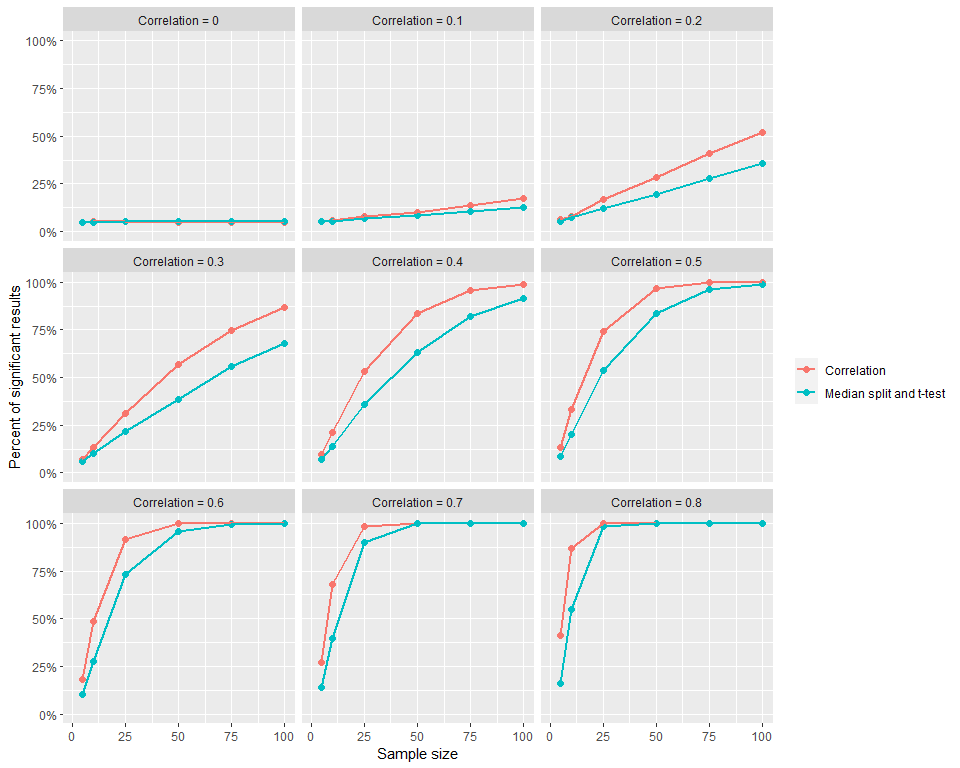 Correlation = 0
Correlation = 0.1
Correlation = 0.2
100%
75%
50%
25%
0%
Correlation = 0.3
Correlation = 0.4
Correlation = 0.5
100%
75%
50%
25%
0%
Correlation = 0.6
Correlation = 0.7
Correlation = 0.8
100%
75%
50%
25%
0%
0 25 50 75 100
0 25 50 75 100
0 25 50 75 100
Sample size
Percent of significant results
Correlation
Median split and t-test